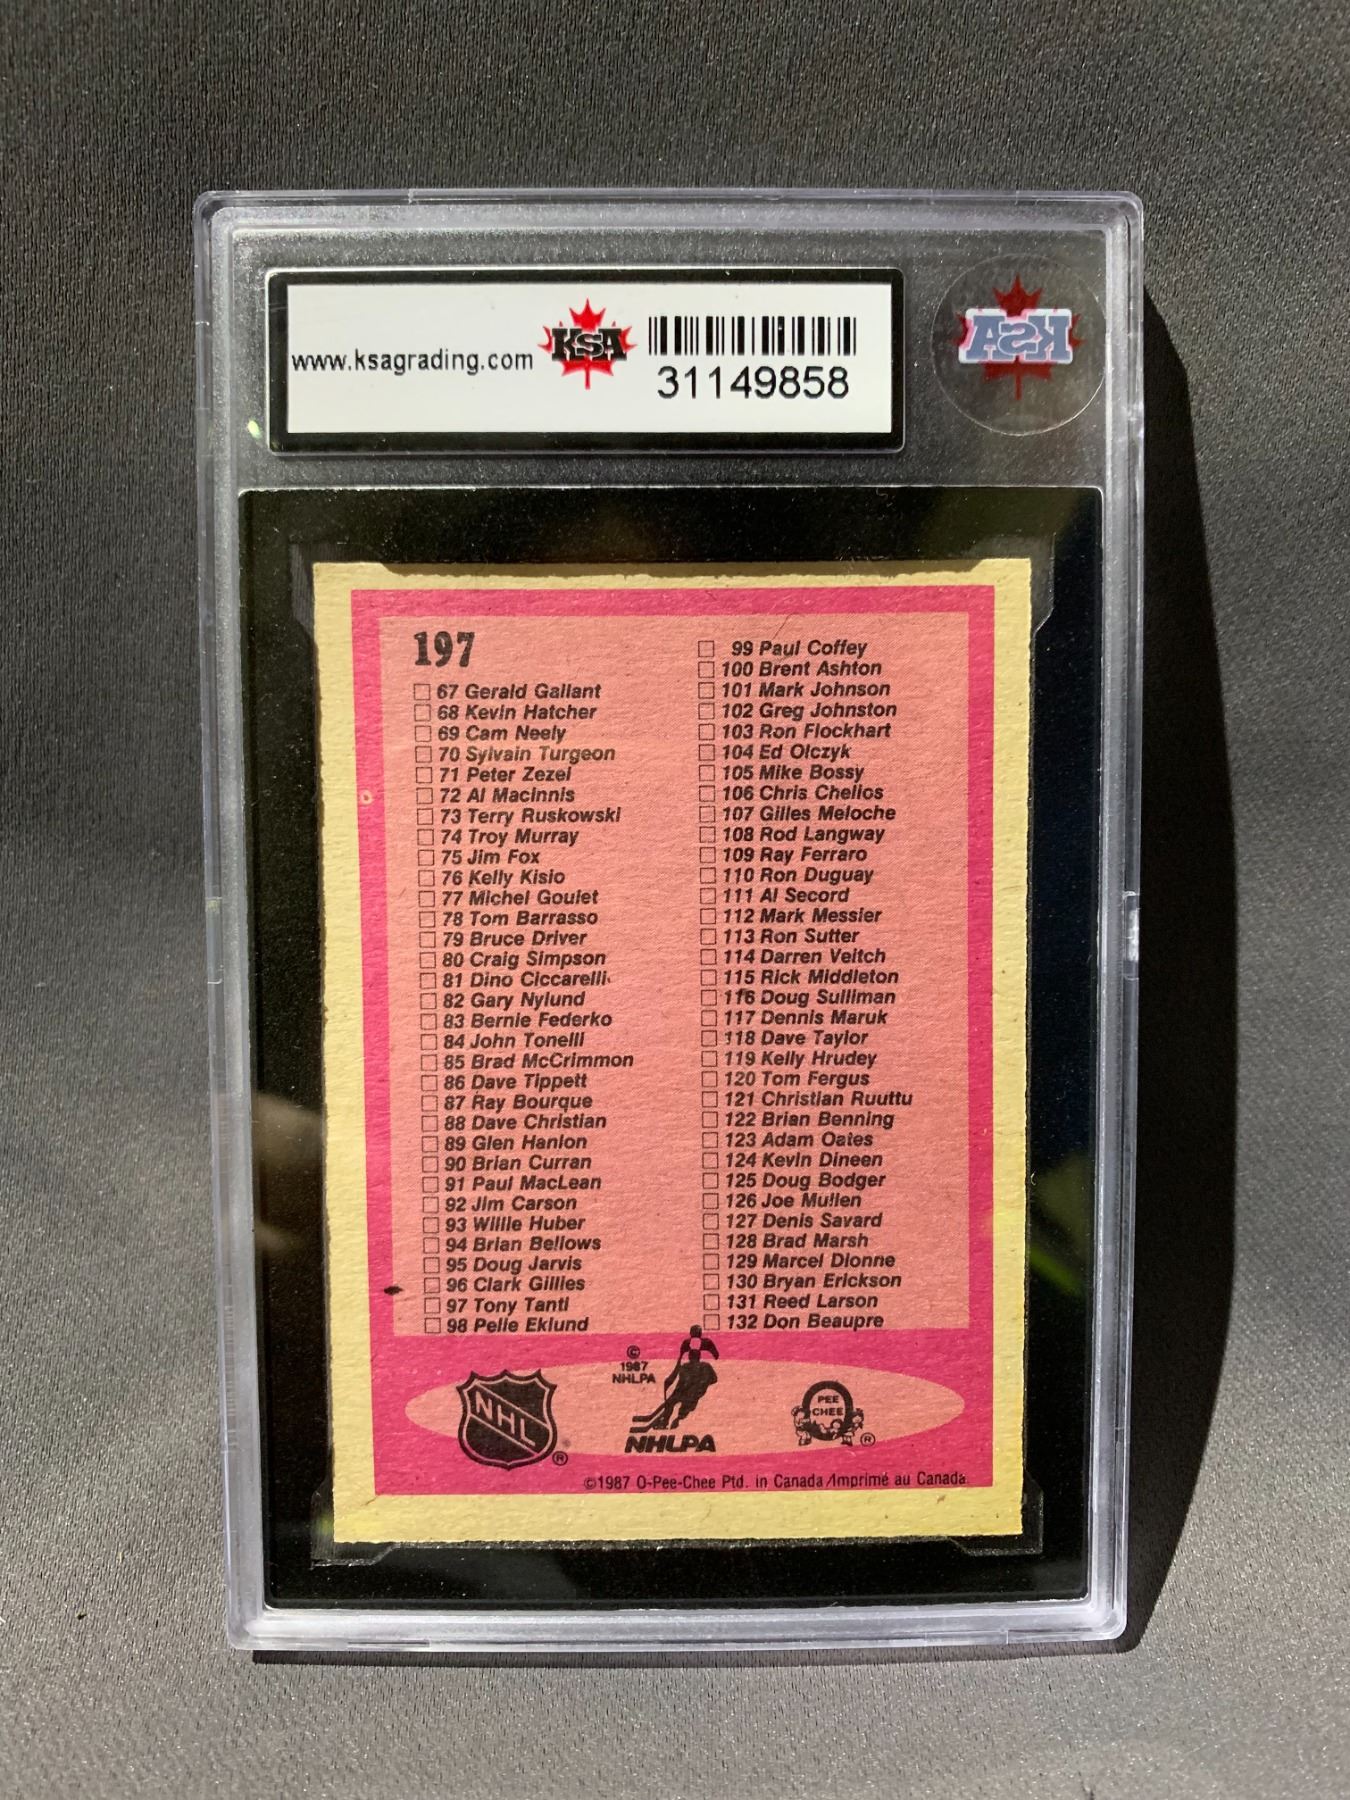 www.ksagrading.com
KSA
31149858
KSA
197
67 Gerald Gallant
68 Kevin Hatcher
69 Cam Neely
70 Sylvain Turgeon
71 Peter Zezel
72 Al MacInnis
73 Terry Ruskowski
74 Troy Murray
75 Jim Fox
76 Kelly Kisio
77 Michel Goulet
78 Tom Barrasso
79 Bruce Driver
80 Craig Simpson
81 Dino Ciccarelli
82 Gary Nylund
83 Bernie Federko
84 John Tonelli
85 Brad McCrimmon
86 Dave Tippett
87 Ray Bourque
88 Dave Christian
89 Glen Hanlon
90 Brian Curran
91 Paul MacLean
92 Jim Carson
93 Willie Huber
94 Brian Bellows
95 Doug Jarvis
96 Clark Gillies
97 Tony Tanti
98 Pelle Eklund
99 Paul Coffey
100 Brent Ashton
101 Mark Johnson
102 Greg Johnston
103 Ron Flockhart
104 Ed Olczyk
105 Mike Bossy
106 Chris Chelios
107 Gilles Meloche
108 Rod Langway
109 Ray Ferraro
110 Ron Duguay
111 Al Secord
112 Mark Messier
113 Ron Sutter
114 Darren Veitch
115 Rick Middleton
116 Doug Sulliman
117 Dennis Maruk
118 Dave Taylor
119 Kelly Hrudey
120 Tom Fergus
121 Christian Ruuttu
122 Brian Benning
123 Adam Oates
124 Kevin Dineen
125 Doug Bodger
126 Joe Mullen
127 Denis Savard
128 Brad Marsh
129 Marcel Dionne
130 Bryan Erickson
131 Reed Larson
132 Don Beaupre
NHL ®
©
1987
NHLPA
NHLPA
PEE
CHEE ®
©1987 O-Pee-Chee Ptd. in Canada/Imprimé au Canada.